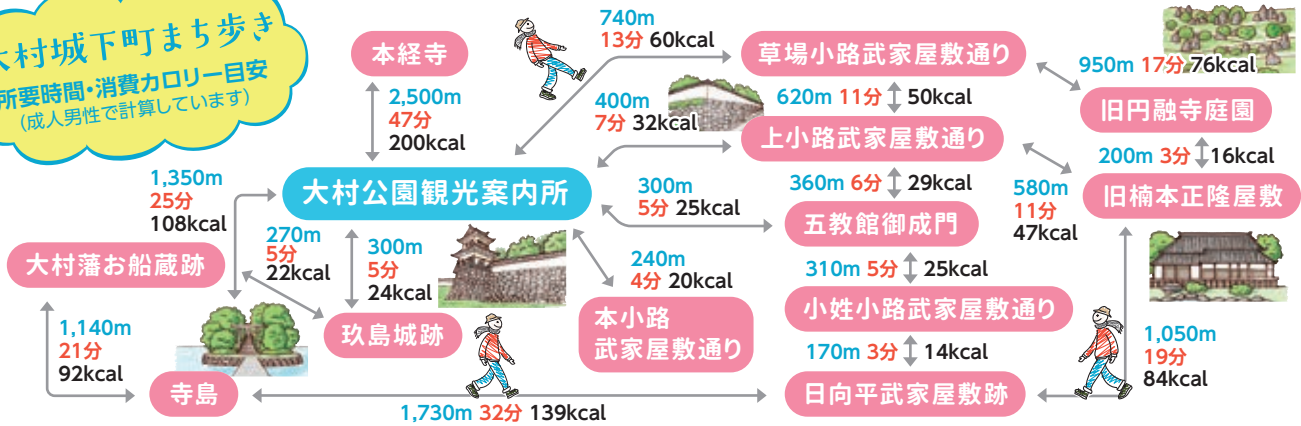 大村城下町まち歩き
所要時間・消費カロリー目安
(成人男性で計算しています)
本経寺
2,500m
47分
200kcal
740m
13分 60kcal
草場小路武家屋敷通り
950m 17分 76kcal
旧円融寺庭園
400m
7分 32kcal
620m 11分 50kcal
上小路武家屋敷通り
200m 3分 16kcal
旧楠本正隆屋敷
580m
11分
47kcal
大村公園観光案内所
300m
5分 25kcal
360m 6分 29kcal
五教館御成門
1,350m
25分
108kcal
大村藩お船蔵跡
270m
5分
22kcal
300m
5分
24kcal
玖島城跡
240m
4分 20kcal
本小路
武家屋敷通り
310m 5分 25kcal
小姓小路武家屋敷通り
170m 3分 14kcal
日向平武家屋敷跡
1,050m
19分
84kcal
1,140m
21分
92kcal
寺島
1,730m 32分 139kcal